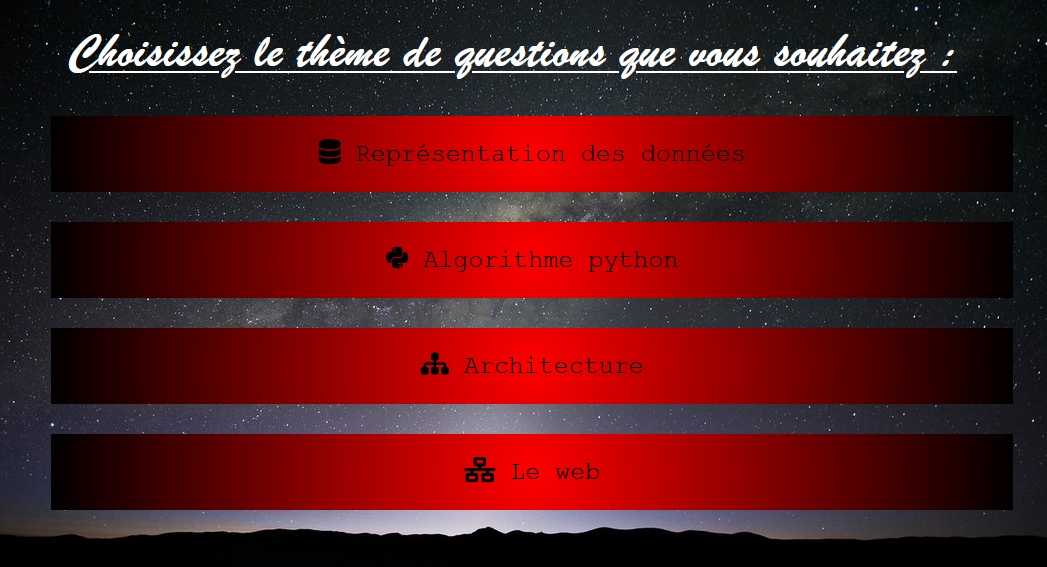 Choisissez le thème de questions que vous souhaitez :
Représentation des données
Algorithme python
Architecture
Le web